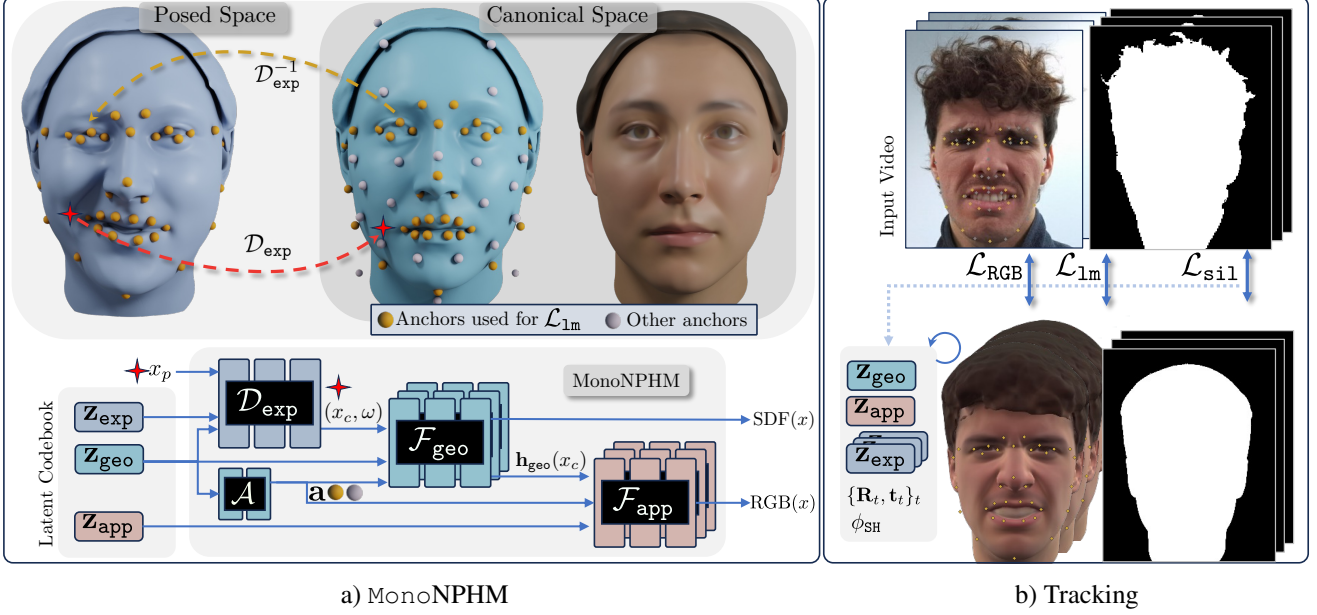 Posed Space
Canonical Space
𝒟_exp^{-1}
𝒟_exp
Anchors used for ℒ_lm
Other anchors
x_p
MonoNPHM
Latent Codebook
z_exp
z_geo
z_app
𝒟_exp
(x_c, ω)
ℱ_geo
SDF(x)
𝒜
a
h_geo(x_c)
ℱ_app
RGB(x)
a) MonoNPHM
Input Video
ℒ_RGB
ℒ_lm
ℒ_sil
z_geo
z_app
z_exp
{R_t, t_t}_t
ϕ_SH
b) Tracking